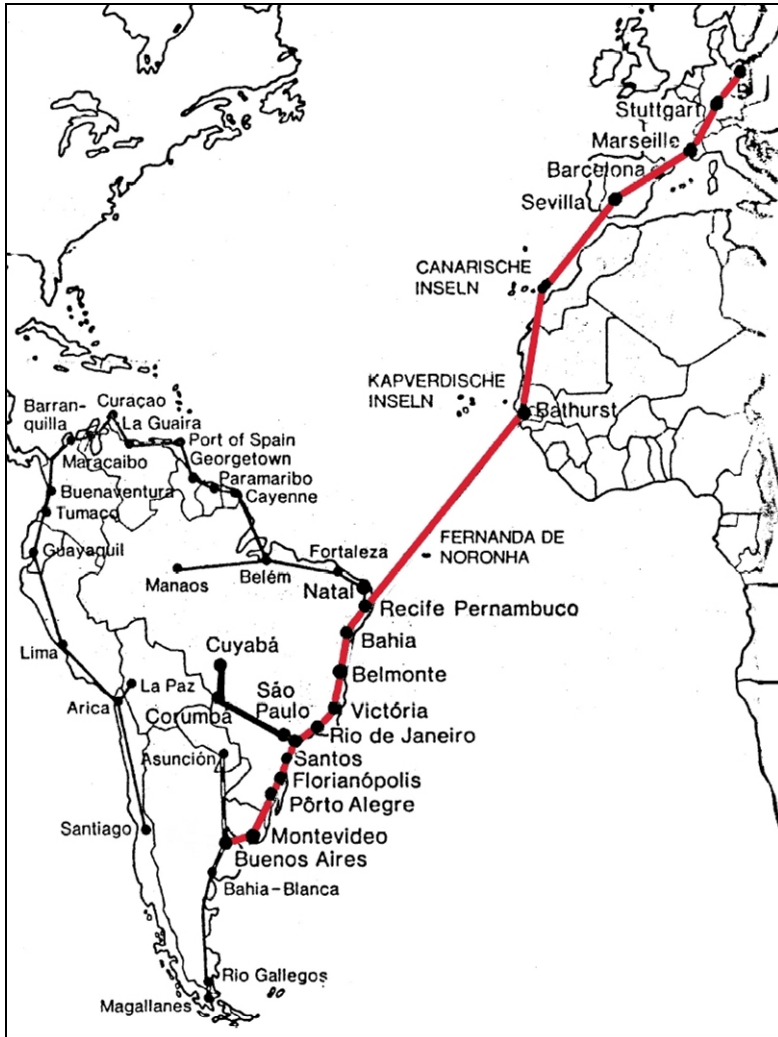 Stuttgart
Marseille
Barcelona
Sevilla
CANARISCHE
INSELN
KAPVERDISCHE
INSELN
Bathurst
Curaçao
Barran-
quilla
La Guaira
Port of Spain
Maracaibo
Georgetown
Paramaribo
Buenaventura
Cayenne
Tumaco
FERNANDA DE
NORONHA
Guayaquil
Fortaleza
Manaos
Belém
Natal
Recife Pernambuco
Bahia
Cuyabá
Lima
Belmonte
La Paz
São
Paulo
Arica
Corumbá
Victória
Rio de Janeiro
Asunción
Santos
Florianópolis
Pôrto Alegre
Santiago
Montevideo
Buenos Aires
Bahia-Blanca
Rio Gallegos
Magallanes